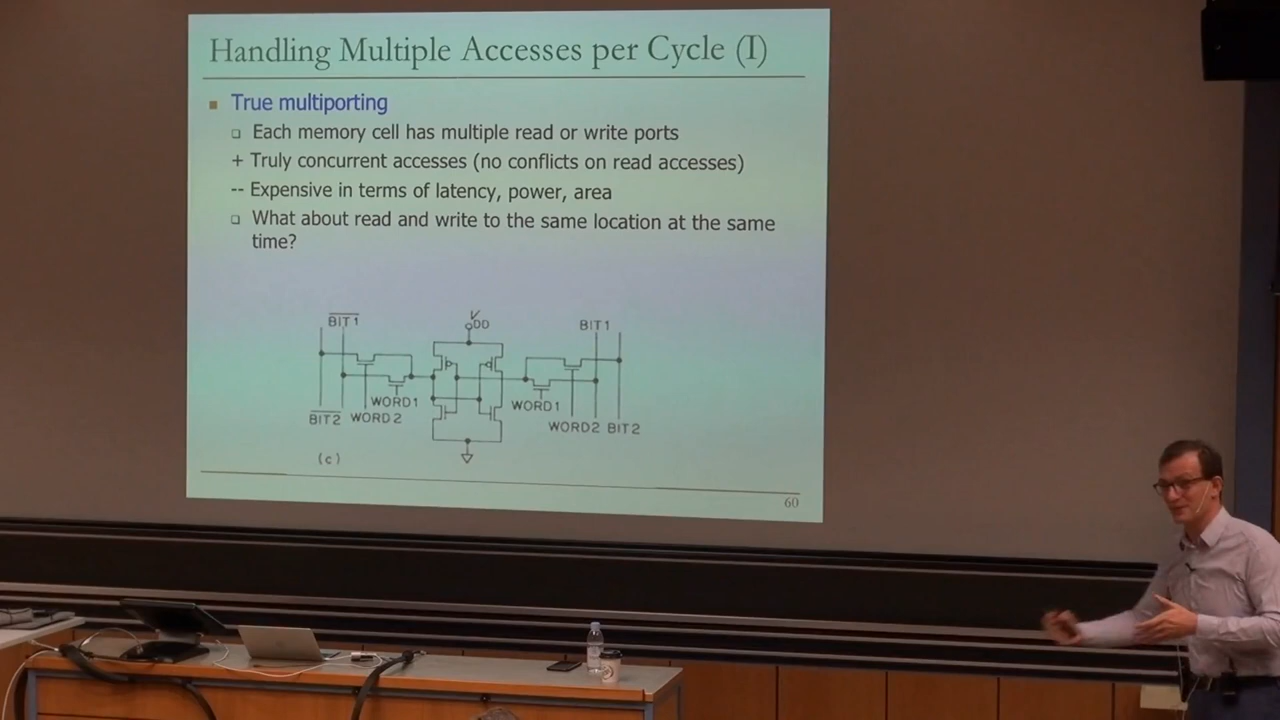 Handling Multiple Accesses per Cycle (I)
True multiporting
Each memory cell has multiple read or write ports
+ Truly concurrent accesses (no conflicts on read accesses)
-- Expensive in terms of latency, power, area
What about read and write to the same location at the same
time?
BIT1
V
DD
BIT1
WORD1
WORD1
BIT2 WORD2
WORD2 BIT2
(c)
60